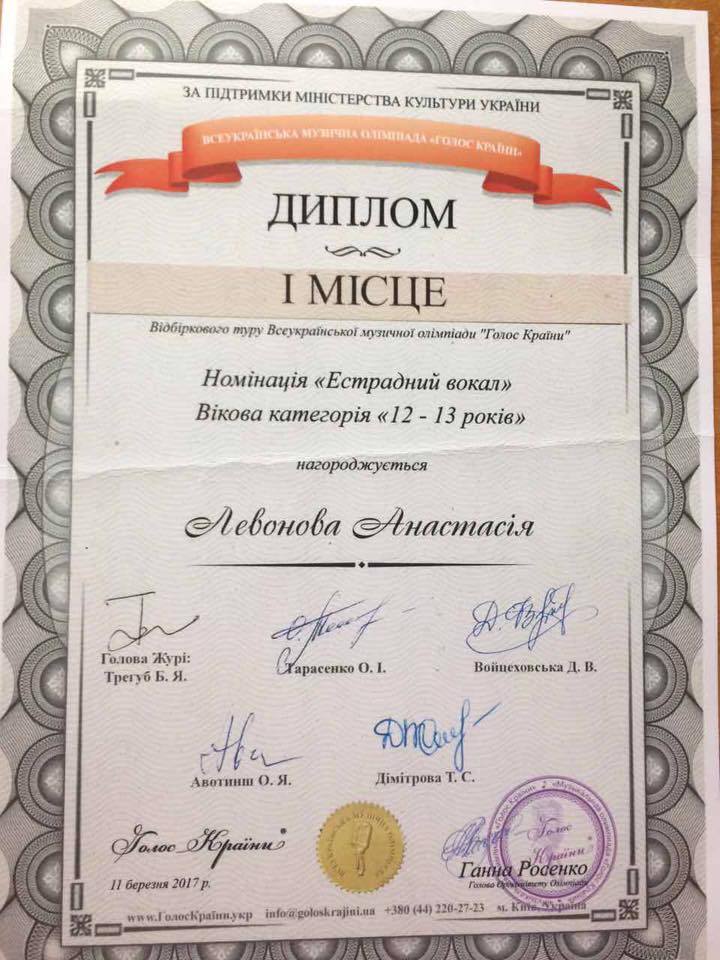 ЗА ПІДТРИМКИ МІНІСТЕРСТВА КУЛЬТУРИ УКРАЇНИ
ВСЕУКРАЇНСЬКА МУЗИЧНА ОЛІМПІАДА «ГОЛОС КРАЇНИ»
ДИПЛОМ
І МІСЦЕ
Відбіркового туру Всеукраїнської музичної олімпіади "Голос Країни"
Номінація «Естрадний вокал»
Вікова категорія «12 - 13 років»
нагороджується
Левонова Анастасія
Голова Журі:
Трегуб Б. Я.
Тарасенко О. І.
Войцеховська Д. В.
Авотинш О. Я.
Дімітрова Т. С.
Голос Країни
11 березня 2017 р.
Голос
Країни
Ганна Росенко
Голова Оргкомітету Олімпіади
www.ГолосКраїни.укр info@goloskrajini.ua +380 (44) 220-27-23 м. Київ, Україна